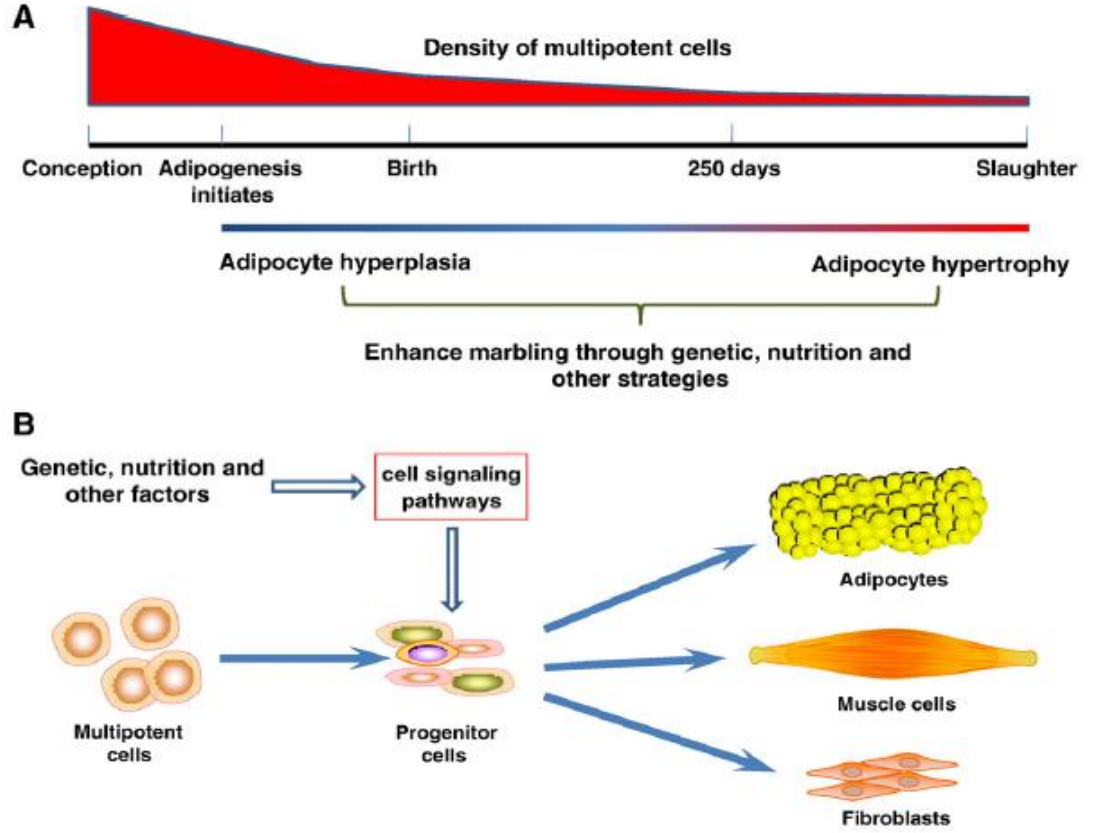 A
Density of multipotent cells
Conception
Adipogenesis
initiates
Birth
250 days
Slaughter
Adipocyte hyperplasia
Adipocyte hypertrophy
Enhance marbling through genetic, nutrition and
other strategies
B
Genetic, nutrition and
other factors
cell signaling
pathways
Adipocytes
Muscle cells
Multipotent
cells
Progenitor
cells
Fibroblasts